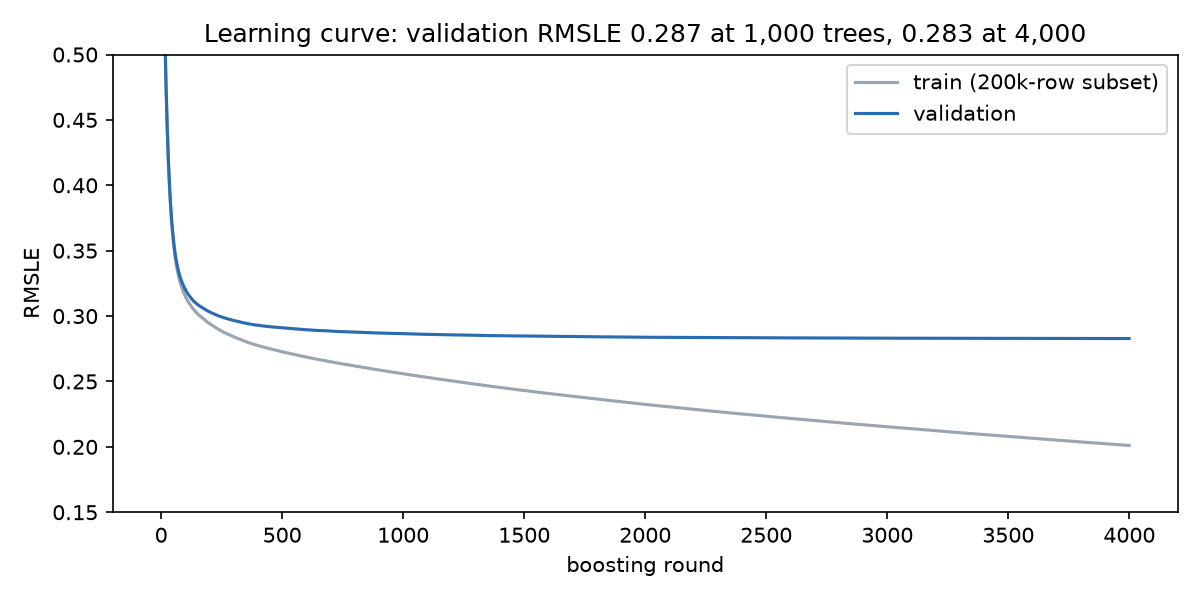 Learning curve: validation RMSLE 0.287 at 1,000 trees, 0.283 at 4,000
train (200k-row subset)
validation
RMSLE
0.50
0.45
0.40
0.35
0.30
0.25
0.20
0.15
0 500 1000 1500 2000 2500 3000 3500 4000
boosting round